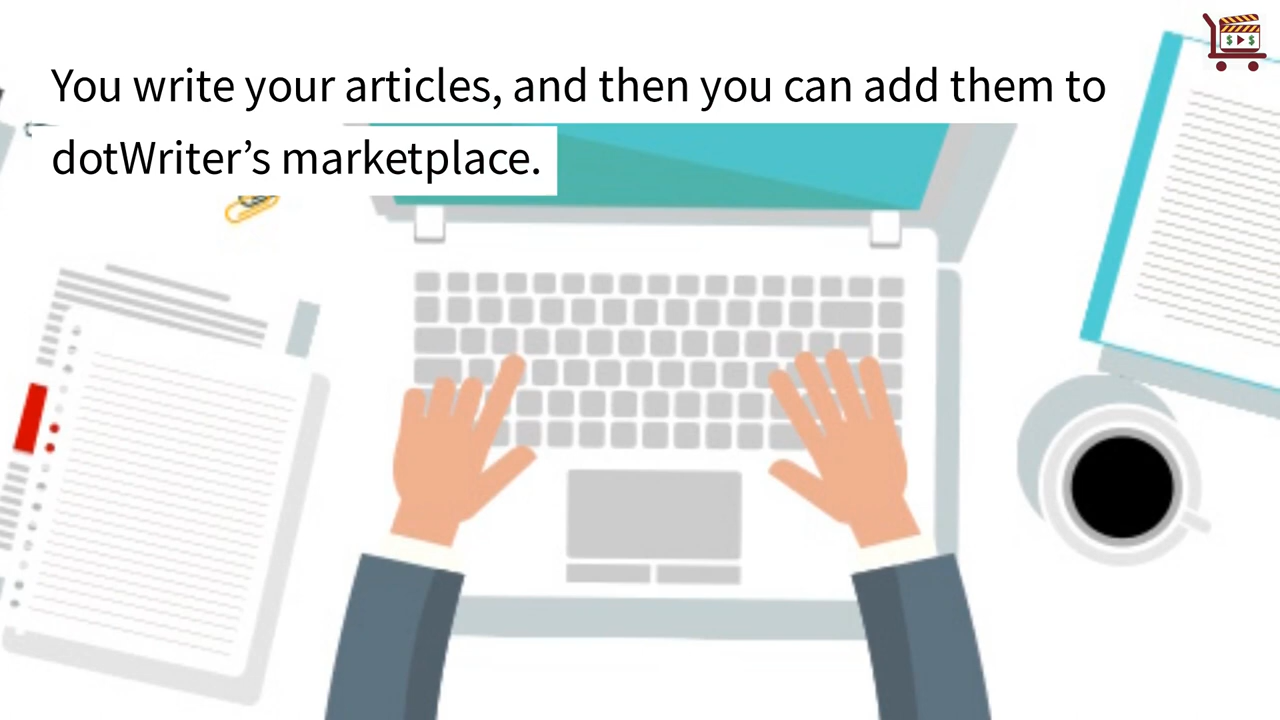 You write your articles, and then you can add them to
dotWriter’s marketplace.